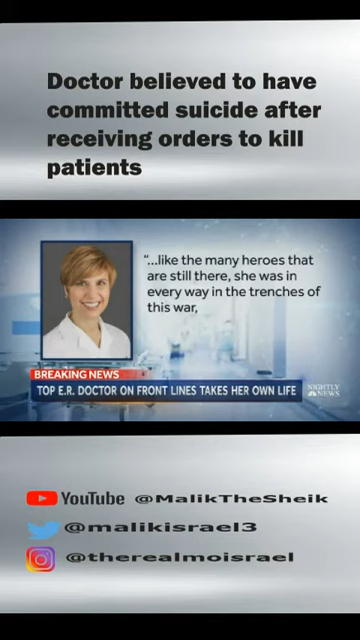 Doctor believed to have
committed suicide after
receiving orders to kill
patients
“...like the many heroes that
are still there, she was in
every way in the trenches of
this war,
BREAKING NEWS
TOP E.R. DOCTOR ON FRONT LINES TAKES HER OWN LIFE
NIGHTLY
NEWS
YouTube @MalikTheSheik
@malikisrael3
@therealmoisrael